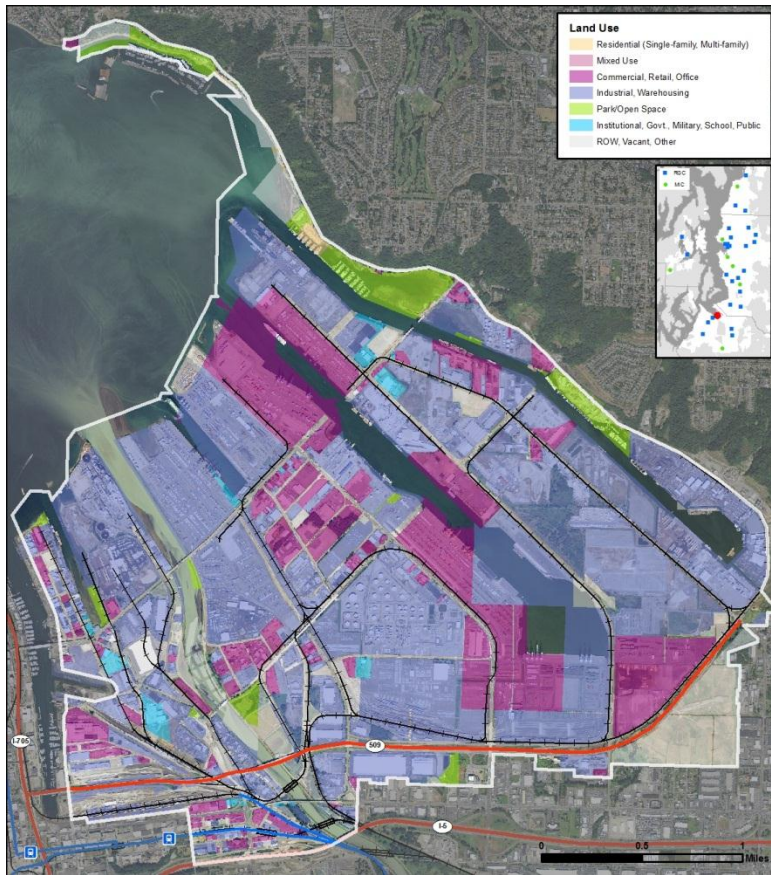 Land Use
Residential (Single-family, Multi-family)
Mixed Use
Commercial, Retail, Office
Industrial, Warehousing
Park/Open Space
Institutional, Govt., Military, School, Public
ROW, Vacant, Other
RGC
MIC
I-705
509
I-5
0 0.5 1
Miles